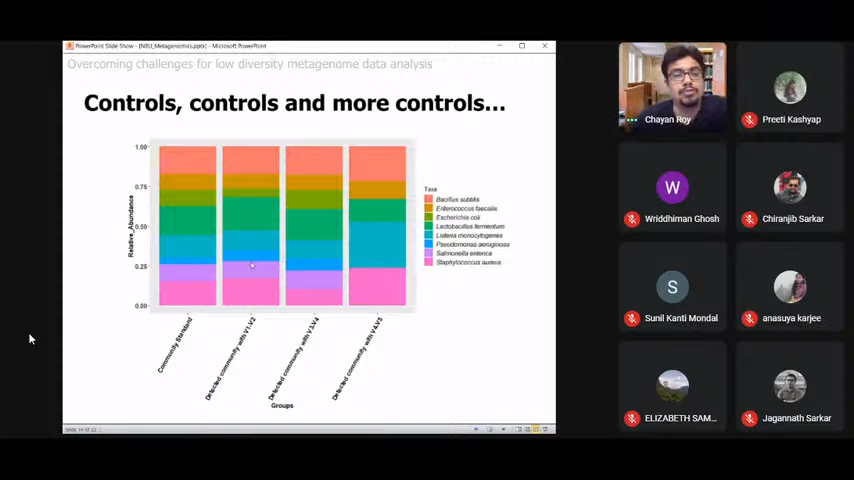 PowerPoint Slide Show - [NBU_Metagenomics.pptx] - Microsoft PowerPoint
Overcoming challenges for low diversity metagenome data analysis
Controls, controls and more controls...
1.00
0.75
0.50
0.25
0.00
Relative_Abundance
Community Standard
Detected community with V1-V2
Detected community with V3-V4
Detected community with V4-V5
Groups
Taxa
Bacillus subtilis
Enterococcus faecalis
Escherichia coli
Lactobacillus fermentum
Listeria monocytogenes
Pseudomonas aeruginosa
Salmonella enterica
Staphylococcus aureus
Chayan Roy
Preeti Kashyap
W
Wriddhiman Ghosh
Chiranjib Sarkar
S
Sunil Kanti Mondal
anasuya karjee
ELIZABETH SAM...
Jagannath Sarkar